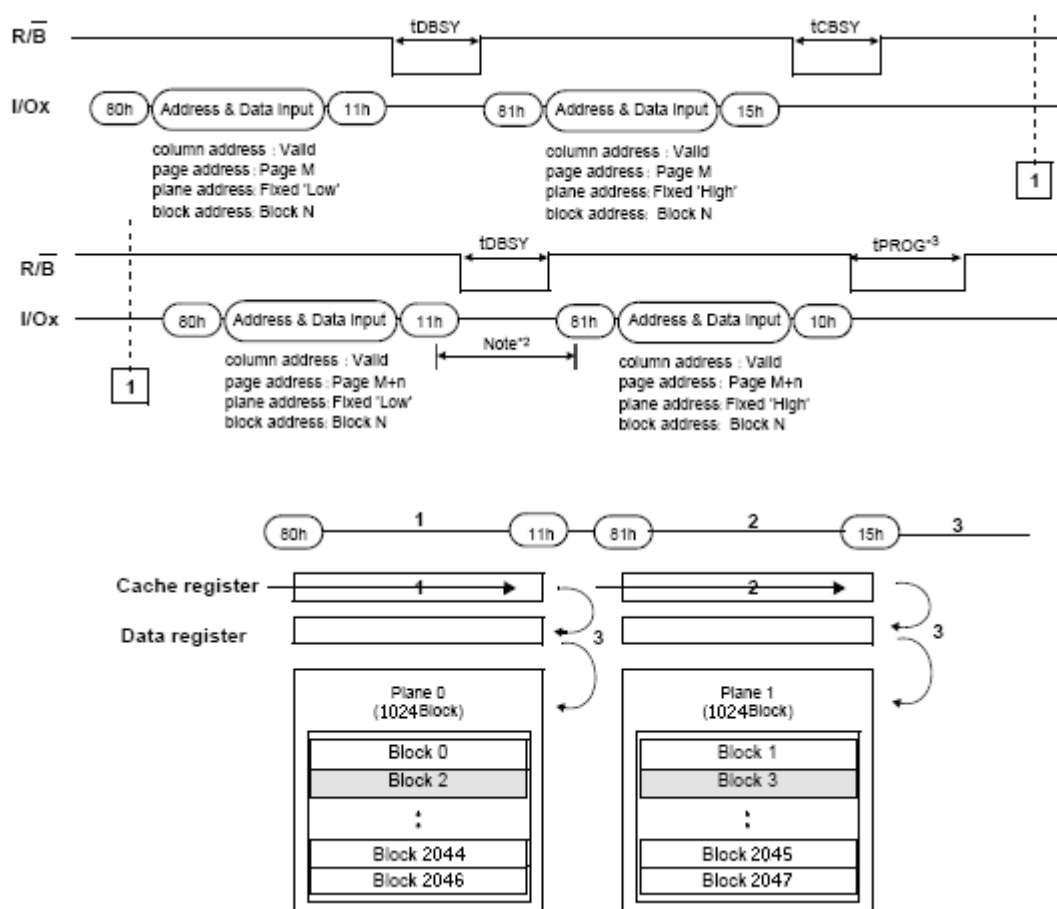 tDBSY tCBSY
R/B
I/Ox 80h Address & Data Input 11h 81h Address & Data Input 15h
column address : Valid
page address : Page M
plane address: Fixed 'Low'
block address: Block N
column address : Valid
page address : Page M
plane address: Fixed 'High'
block address: Block N
1
tDBSY tPROG*3
R/B
I/Ox 80h Address & Data Input 11h 81h Address & Data Input 10h
Note*2
1
column address : Valid
page address : Page M+n
plane address: Fixed 'Low'
block address: Block N
column address : Valid
page address : Page M+n
plane address: Fixed 'High'
block address: Block N
80h 1 11h 81h 2 15h 3
Cache register 1 2
Data register 3 3
Plane 0
(1024Block)
Block 0
Block 2
:
Block 2044
Block 2046
Plane 1
(1024Block)
Block 1
Block 3
:
Block 2045
Block 2047